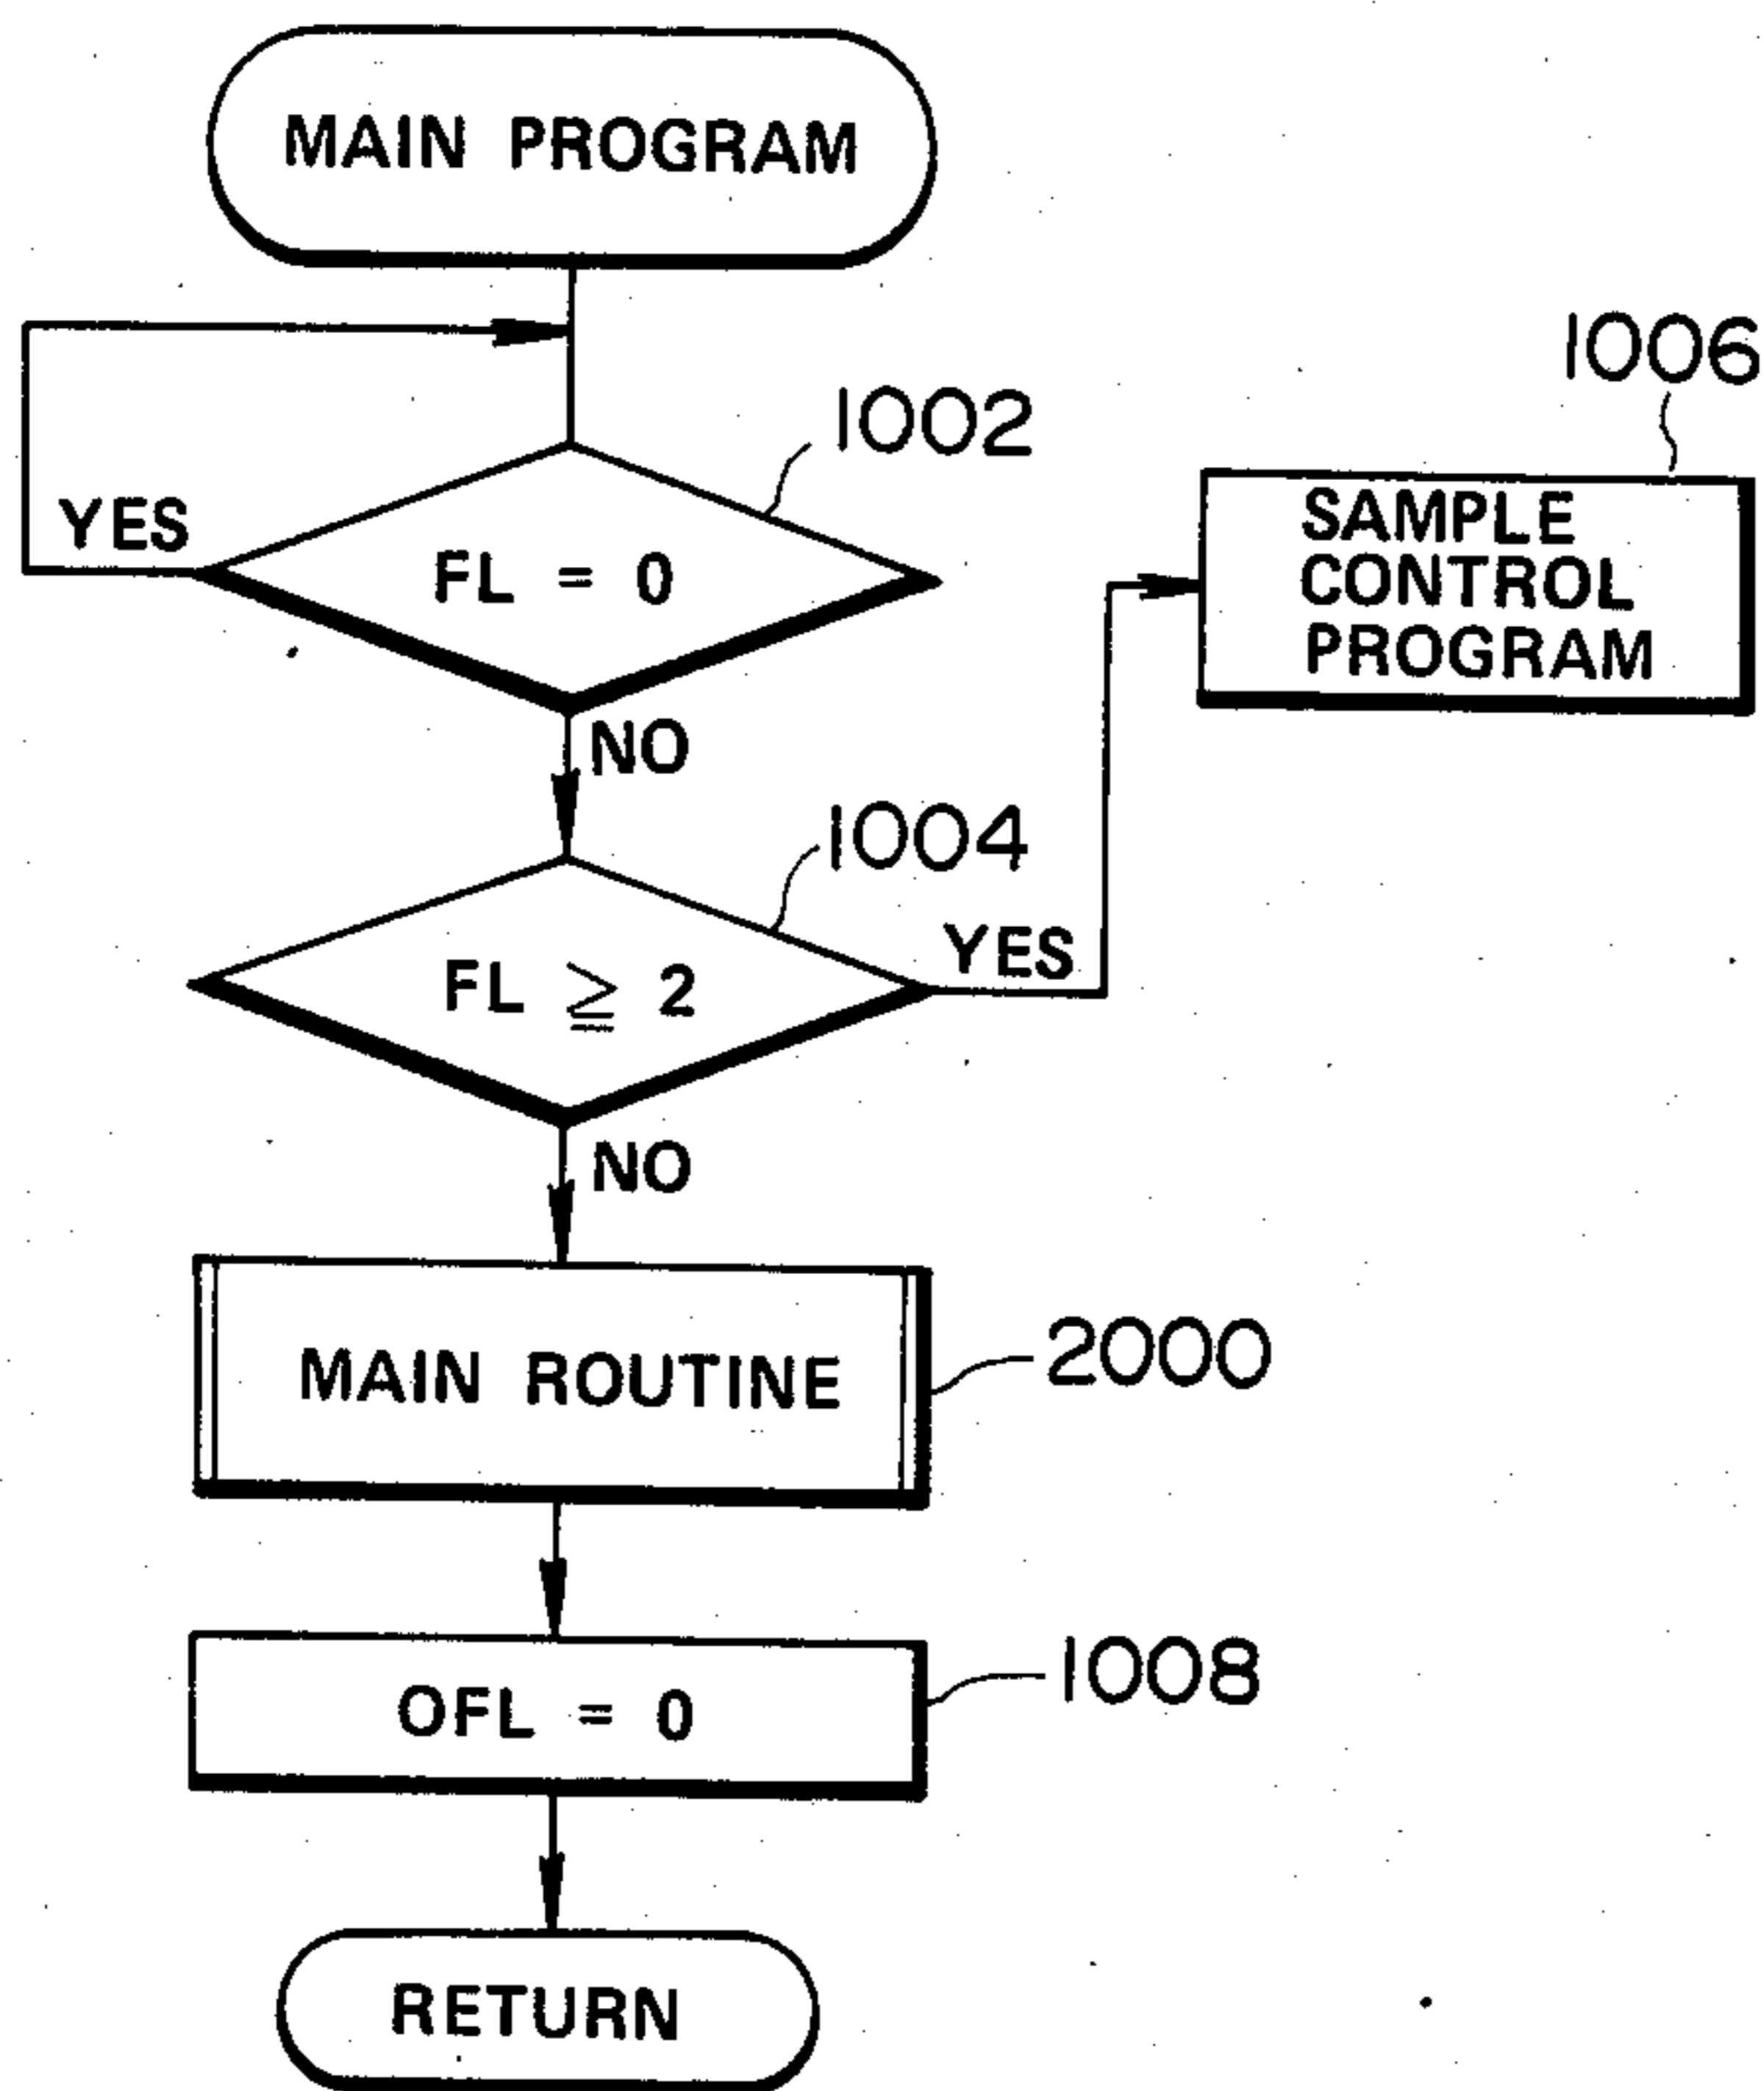 MAIN PROGRAM
1002
YES
FL = 0
1006
SAMPLE
CONTROL
PROGRAM
NO
1004
FL ≧ 2
YES
NO
MAIN ROUTINE
2000
OFL = 0
1008
RETURN